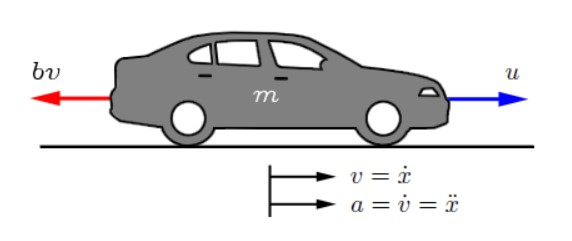 bv
u
m
v = ẋ
a = v̇ = ẍ